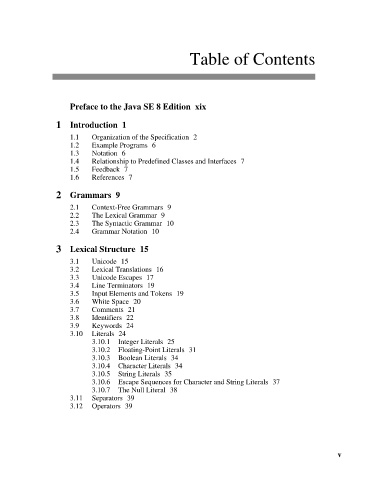 Table of Contents
Preface to the Java SE 8 Edition xix
1 Introduction 1
1.1 Organization of the Specification 2
1.2 Example Programs 6
1.3 Notation 6
1.4 Relationship to Predefined Classes and Interfaces 7
1.5 Feedback 7
1.6 References 7
2 Grammars 9
2.1 Context-Free Grammars 9
2.2 The Lexical Grammar 9
2.3 The Syntactic Grammar 10
2.4 Grammar Notation 10
3 Lexical Structure 15
3.1 Unicode 15
3.2 Lexical Translations 16
3.3 Unicode Escapes 17
3.4 Line Terminators 19
3.5 Input Elements and Tokens 19
3.6 White Space 20
3.7 Comments 21
3.8 Identifiers 22
3.9 Keywords 24
3.10 Literals 24
3.10.1 Integer Literals 25
3.10.2 Floating-Point Literals 31
3.10.3 Boolean Literals 34
3.10.4 Character Literals 34
3.10.5 String Literals 35
3.10.6 Escape Sequences for Character and String Literals 37
3.10.7 The Null Literal 38
3.11 Separators 39
3.12 Operators 39
v